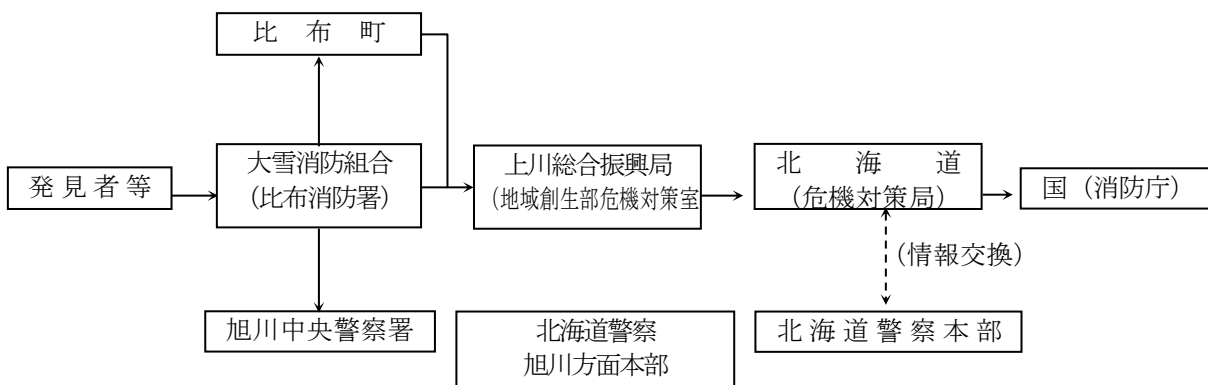 比布町
大雪消防組合
（比布消防署）
発見者等
上川総合振興局
（地域創生部危機対策室
北海道
（危機対策局）
国（消防庁）
（情報交換）
旭川中央警察署
北海道警察
旭川方面本部
北海道警察本部